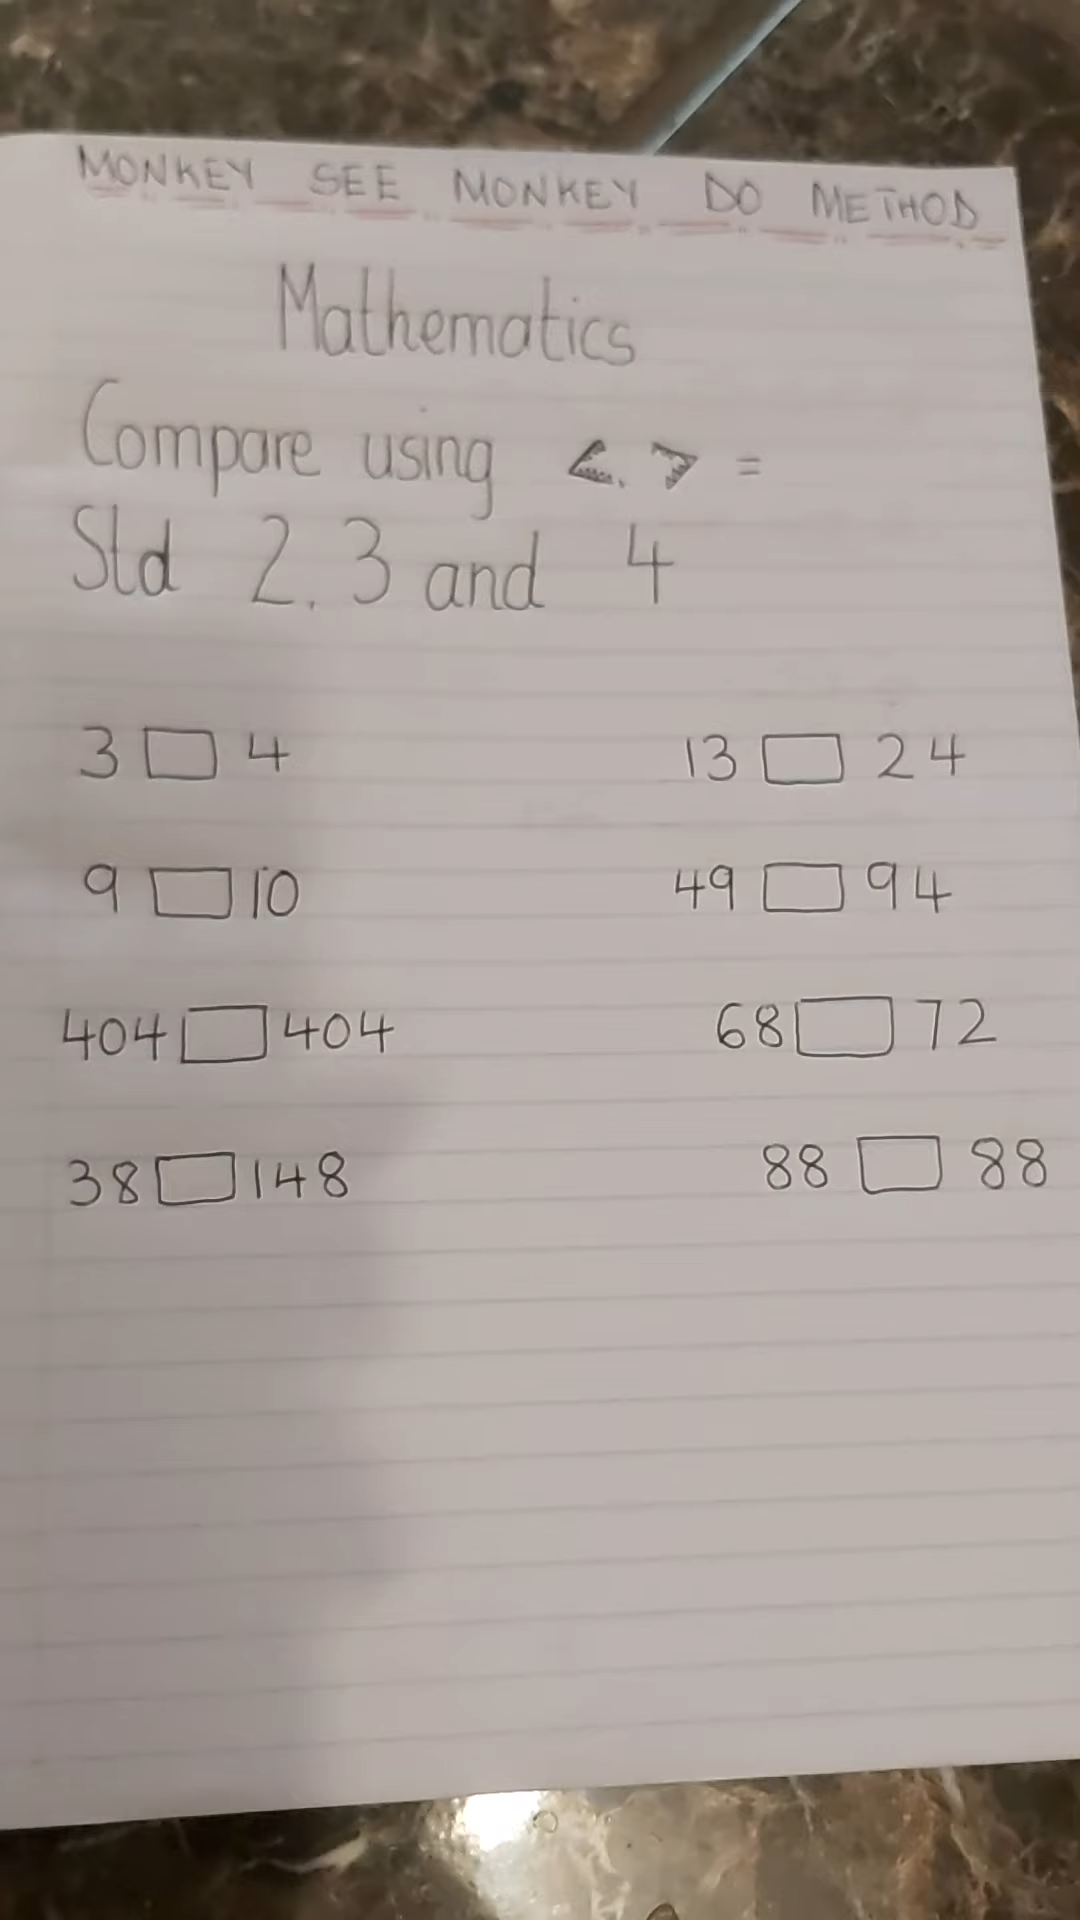 MONKEY SEE MONKEY DO METHOD
Mathematics
Compare using <, > =
Std 2, 3 and 4
3 □ 4 13 □ 24
9 □ 10 49 □ 94
404 □ 404 68 □ 72
38 □ 148 88 □ 88